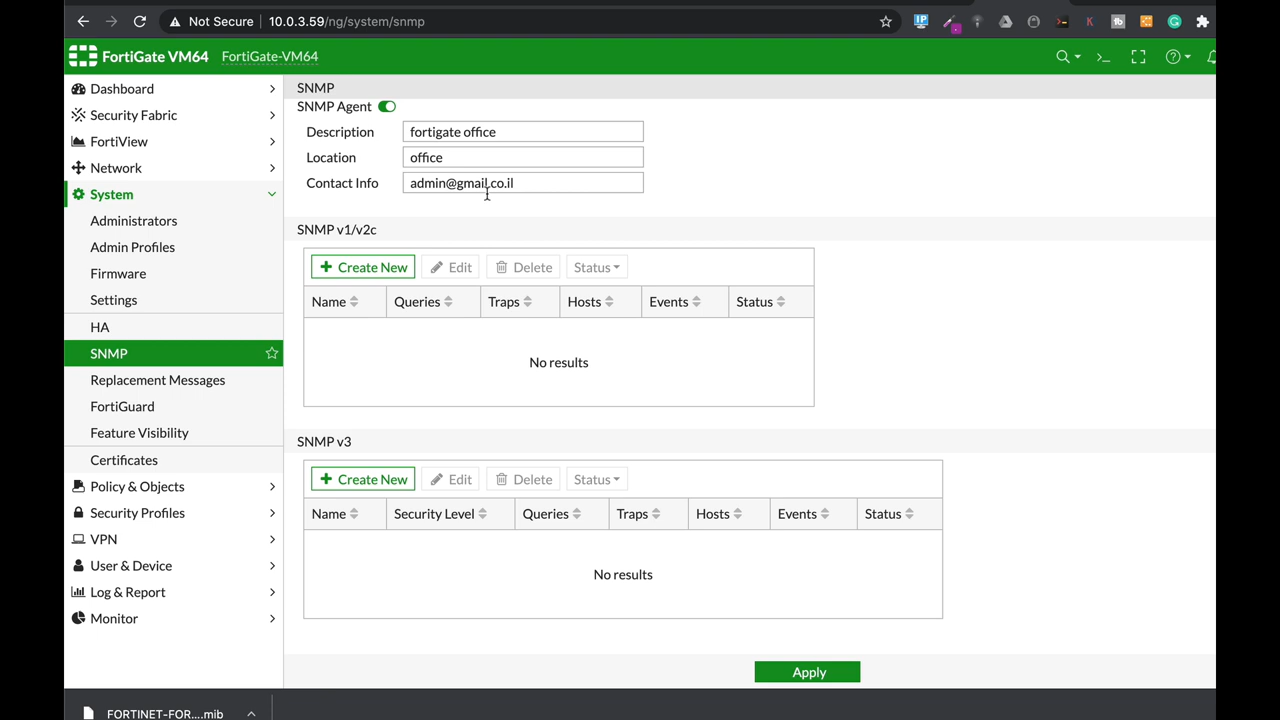 Not Secure | 10.0.3.59/ng/system/snmp
FortiGate VM64 FortiGate-VM64
Dashboard
Security Fabric
FortiView
Network
System
Administrators
Admin Profiles
Firmware
Settings
HA
SNMP
Replacement Messages
FortiGuard
Feature Visibility
Certificates
Policy & Objects
Security Profiles
VPN
User & Device
Log & Report
Monitor
SNMP
SNMP Agent
Description fortigate office
Location office
Contact Info admin@gmail.co.il
SNMP v1/v2c
+ Create New Edit Delete Status
Name Queries Traps Hosts Events Status
No results
SNMP v3
+ Create New Edit Delete Status
Name Security Level Queries Traps Hosts Events Status
No results
Apply
FORTINET-FOR....mib